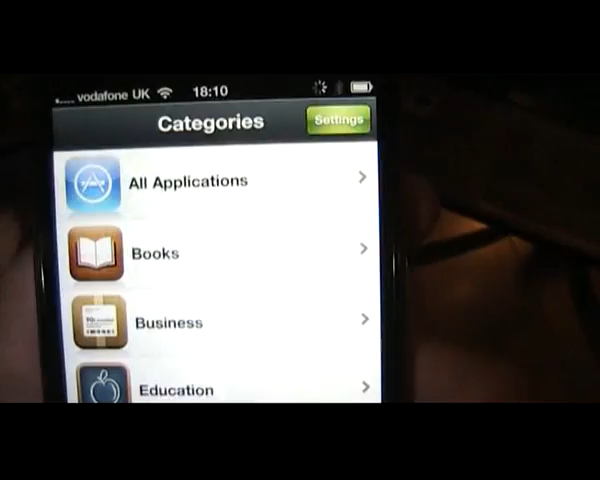 vodafone UK 18:10
Categories Settings
All Applications
Books
Business
Education